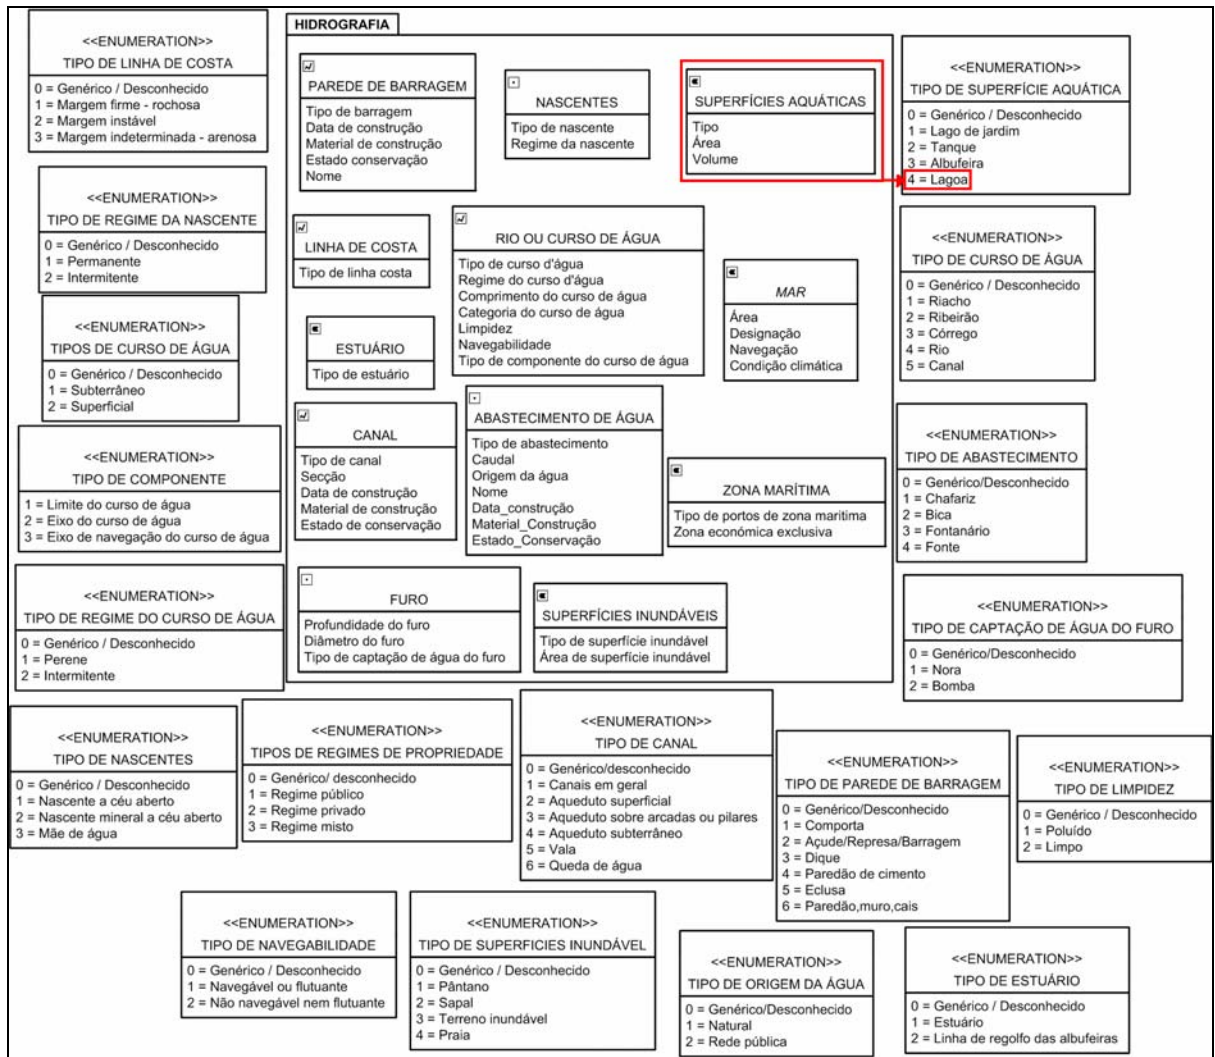 HIDROGRAFIA
<<ENUMERATION>>
TIPO DE LINHA DE COSTA
0 = Genérico / Desconhecido
1 = Margem firme - rochosa
2 = Margem instável
3 = Margem indeterminada - arenosa
PAREDE DE BARRAGEM
Tipo de barragem
Data de construção
Material de construção
Estado conservação
Nome
NASCENTES
Tipo de nascente
Regime da nascente
SUPERFÍCIES AQUÁTICAS
Tipo
Área
Volume
<<ENUMERATION>>
TIPO DE SUPERFÍCIE AQUÁTICA
0 = Genérico / Desconhecido
1 = Lago de jardim
2 = Tanque
3 = Albufeira
4 = Lagoa
<<ENUMERATION>>
TIPO DE REGIME DA NASCENTE
0 = Genérico / Desconhecido
1 = Permanente
2 = Intermitente
LINHA DE COSTA
Tipo de linha costa
RIO OU CURSO DE ÁGUA
Tipo de curso d'água
Regime do curso d'água
Comprimento do curso de água
Categoria do curso de água
Limpidez
Navegabilidade
Tipo de componente do curso de água
MAR
Área
Designação
Navegação
Condição climática
<<ENUMERATION>>
TIPO DE CURSO DE ÁGUA
0 = Genérico / Desconhecido
1 = Riacho
2 = Ribeirão
3 = Córrego
4 = Rio
5 = Canal
<<ENUMERATION>>
TIPOS DE CURSO DE ÁGUA
0 = Genérico / Desconhecido
1 = Subterrâneo
2 = Superficial
ESTUÁRIO
Tipo de estuário
CANAL
Tipo de canal
Secção
Data de construção
Material de construção
Estado de conservação
ABASTECIMENTO DE ÁGUA
Tipo de abastecimento
Caudal
Origem da água
Nome
Data_construção
Material_Construção
Estado_Conservação
ZONA MARÍTIMA
Tipo de portos de zona maritima
Zona económica exclusiva
<<ENUMERATION>>
TIPO DE ABASTECIMENTO
0 = Genérico/Desconhecido
1 = Chafariz
2 = Bica
3 = Fontanário
4 = Fonte
<<ENUMERATION>>
TIPO DE COMPONENTE
1 = Limite do curso de água
2 = Eixo do curso de água
3 = Eixo de navegação do curso de água
<<ENUMERATION>>
TIPO DE REGIME DO CURSO DE ÁGUA
0 = Genérico / Desconhecido
1 = Perene
2 = Intermitente
FURO
Profundidade do furo
Diâmetro do furo
Tipo de captação de água do furo
SUPERFÍCIES INUNDÁVEIS
Tipo de superfície inundável
Área de superfície inundável
<<ENUMERATION>>
TIPO DE CAPTAÇÃO DE ÁGUA DO FURO
0 = Genérico/Desconhecido
1 = Nora
2 = Bomba
<<ENUMERATION>>
TIPO DE NASCENTES
0 = Genérico / Desconhecido
1 = Nascente a céu aberto
2 = Nascente mineral a céu aberto
3 = Mãe de água
<<ENUMERATION>>
TIPOS DE REGIMES DE PROPRIEDADE
0 = Genérico/ desconhecido
1 = Regime público
2 = Regime privado
3 = Regime misto
<<ENUMERATION>>
TIPO DE CANAL
0 = Genérico/desconhecido
1 = Canais em geral
2 = Aqueduto superficial
3 = Aqueduto sobre arcadas ou pilares
4 = Aqueduto subterrâneo
5 = Vala
6 = Queda de água
<<ENUMERATION>>
TIPO DE PAREDE DE BARRAGEM
0 = Genérico/Desconhecido
1 = Comporta
2 = Açude/Represa/Barragem
3 = Dique
4 = Paredão de cimento
5 = Eclusa
6 = Paredão,muro,cais
<<ENUMERATION>>
TIPO DE LIMPIDEZ
0 = Genérico / Desconhecido
1 = Poluído
2 = Limpo
<<ENUMERATION>>
TIPO DE NAVEGABILIDADE
0 = Genérico / Desconhecido
1 = Navegável ou flutuante
2 = Não navegável nem flutuante
<<ENUMERATION>>
TIPO DE SUPERFICIES INUNDÁVEL
0 = Genérico / Desconhecido
1 = Pântano
2 = Sapal
3 = Terreno inundável
4 = Praia
<<ENUMERATION>>
TIPO DE ORIGEM DA ÁGUA
0 = Genérico/Desconhecido
1 = Natural
2 = Rede pública
<<ENUMERATION>>
TIPO DE ESTUÁRIO
0 = Genérico / Desconhecido
1 = Estuário
2 = Linha de regolfo das albufeiras